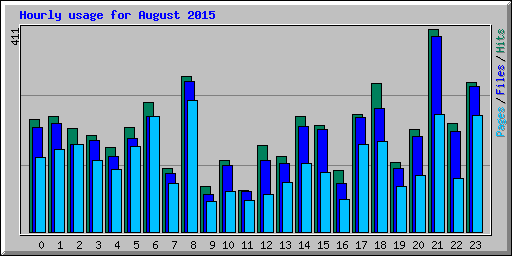 Hourly usage for August 2015
411
Pages/Files/Hits
0 1 2 3 4 5 6 7 8 9 10 11 12 13 14 15 16 17 18 19 20 21 22 23